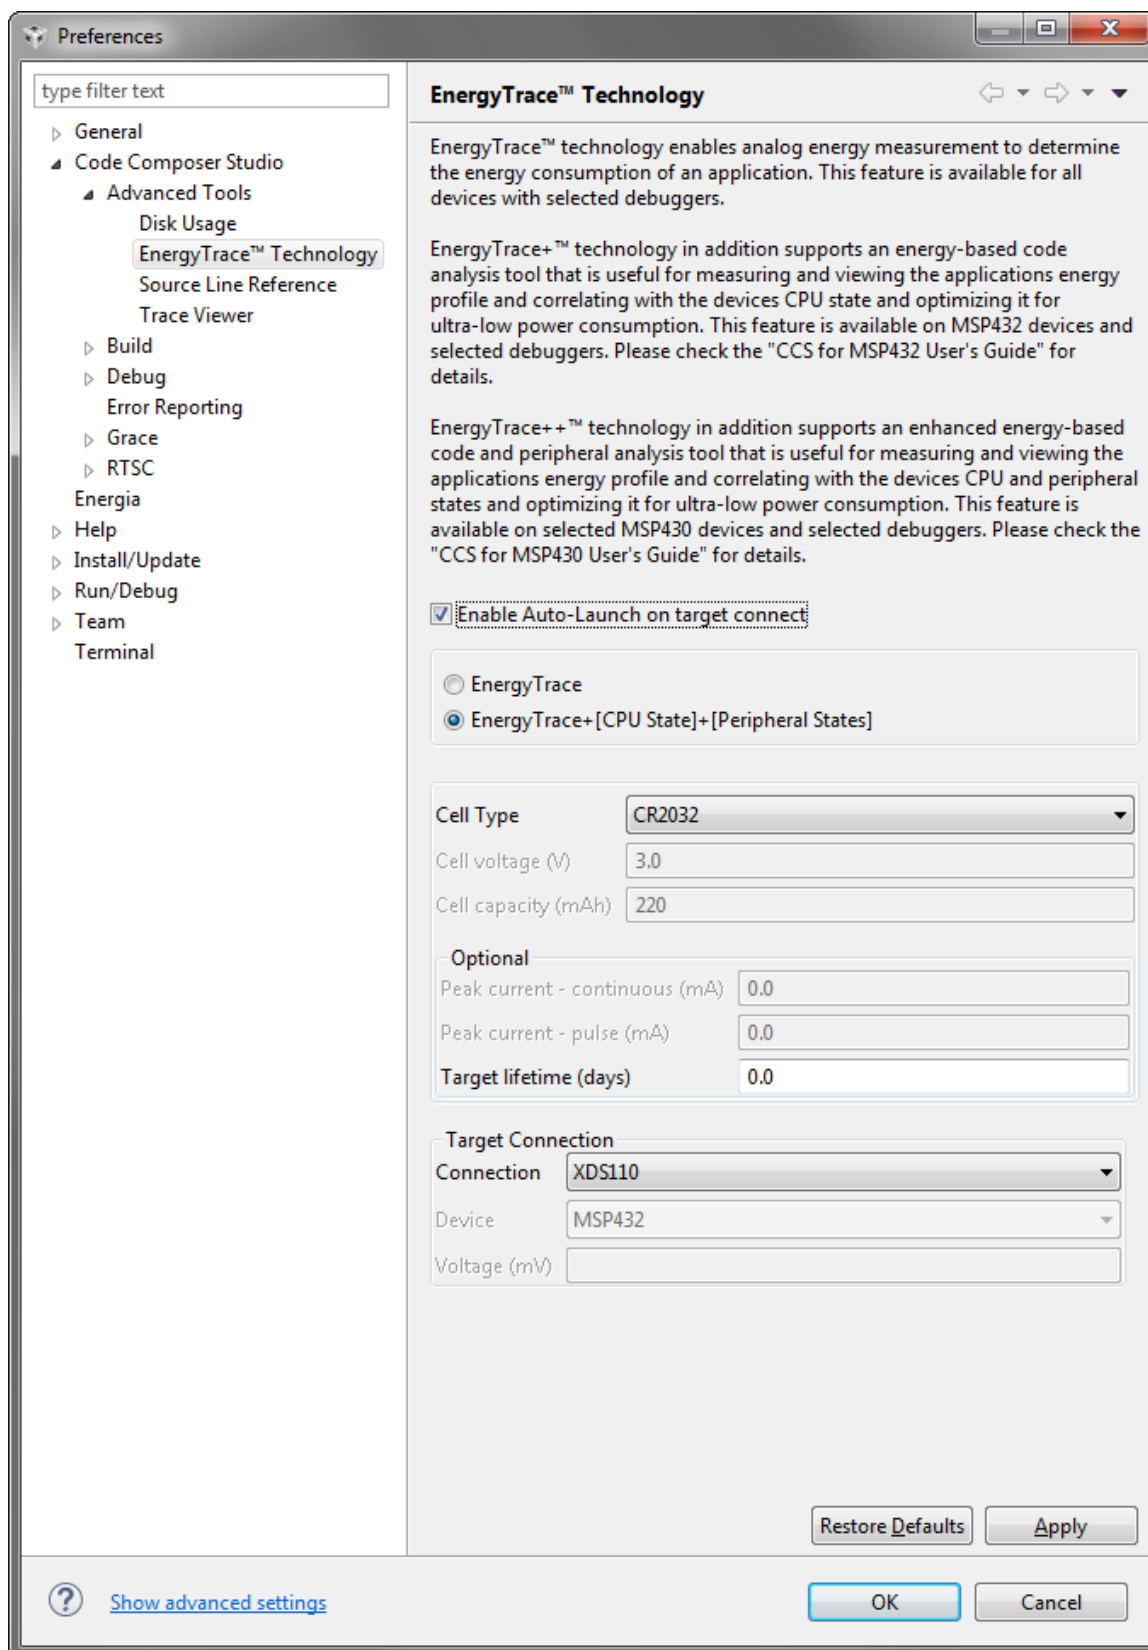 Preferences
type filter text
General
Code Composer Studio
Advanced Tools
Disk Usage
EnergyTrace™ Technology
Source Line Reference
Trace Viewer
Build
Debug
Error Reporting
Grace
RTSC
Energia
Help
Install/Update
Run/Debug
Team
Terminal
EnergyTrace™ Technology
EnergyTrace™ technology enables analog energy measurement to determine
the energy consumption of an application. This feature is available for all
devices with selected debuggers.
EnergyTrace+™ technology in addition supports an energy-based code
analysis tool that is useful for measuring and viewing the applications energy
profile and correlating with the devices CPU state and optimizing it for
ultra-low power consumption. This feature is available on MSP432 devices and
selected debuggers. Please check the "CCS for MSP432 User's Guide" for
details.
EnergyTrace++™ technology in addition supports an enhanced energy-based
code and peripheral analysis tool that is useful for measuring and viewing the
applications energy profile and correlating with the devices CPU and peripheral
states and optimizing it for ultra-low power consumption. This feature is
available on selected MSP430 devices and selected debuggers. Please check the
"CCS for MSP430 User's Guide" for details.
Enable Auto-Launch on target connect
EnergyTrace
EnergyTrace+[CPU State]+[Peripheral States]
Cell Type CR2032
Cell voltage (V) 3.0
Cell capacity (mAh) 220
Optional
Peak current - continuous (mA) 0.0
Peak current - pulse (mA) 0.0
Target lifetime (days) 0.0
Target Connection
Connection XDS110
Device MSP432
Voltage (mV)
Restore Defaults Apply
? Show advanced settings OK Cancel